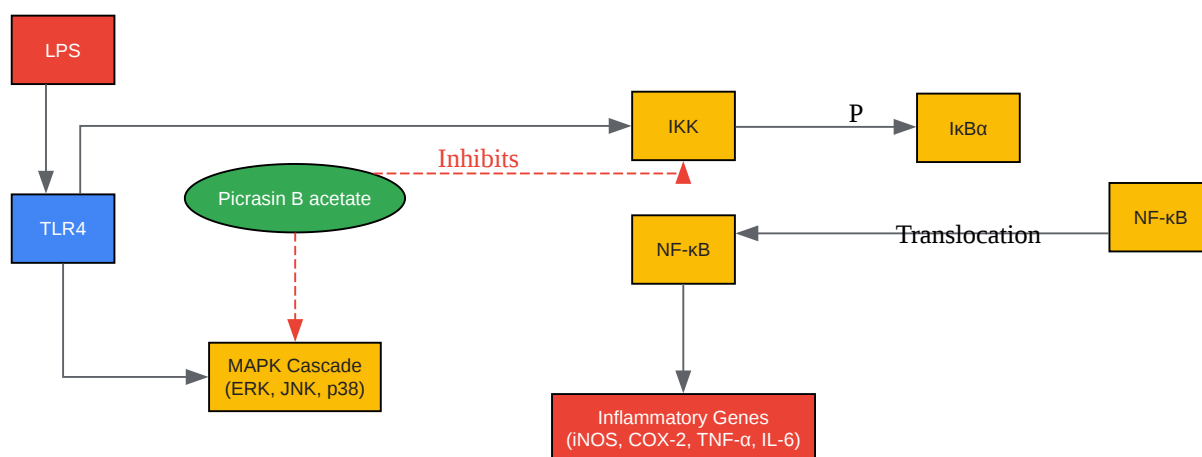 LPS
IKK
P
IκBα
Inhibits
Picrasin B acetate
TLR4
NF-κB
Translocation
NF-κB
MAPK Cascade
(ERK, JNK, p38)
Inflammatory Genes
(iNOS, COX-2, TNF-α, IL-6)